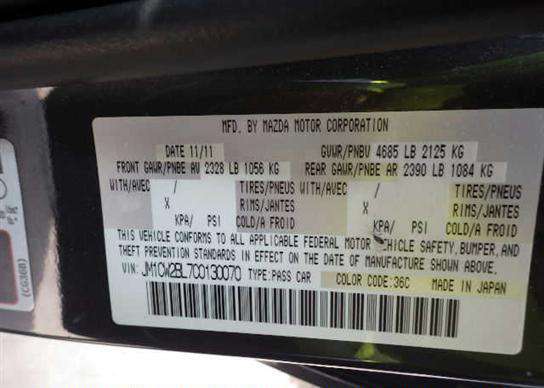 MFD. BY MAZDA MOTOR CORPORATION
DATE 11/11 GVWR/PNBV 4685 LB 2125 KG
FRONT GAWR/PNBE AV 2328 LB 1056 KG REAR GAWR/PNBE AR 2390 LB 1084 KG
WITH/AVEC / TIRES/PNEUS WITH/AVEC / TIRES/PNEUS
X RIMS/JANTES X RIMS/JANTES
KPA/ PSI COLD/A FROID KPA/ PSI COLD/A FROID
THIS VEHICLE CONFORMS TO ALL APPLICABLE FEDERAL MOTOR VEHICLE SAFETY, BUMPER, AND
THEFT PREVENTION STANDARDS IN EFFECT ON THE DATE OF MANUFACTURE SHOWN ABOVE.
VIN: JM1CW2BL7C0130070 TYPE: PASS CAR COLOR CODE: 36C MADE IN JAPAN
(CG36B)